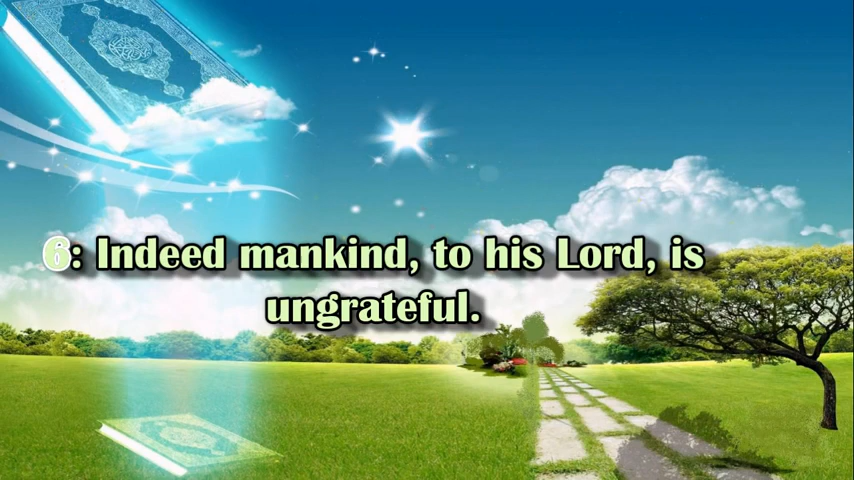 6: Indeed mankind, to his Lord, is
ungrateful.